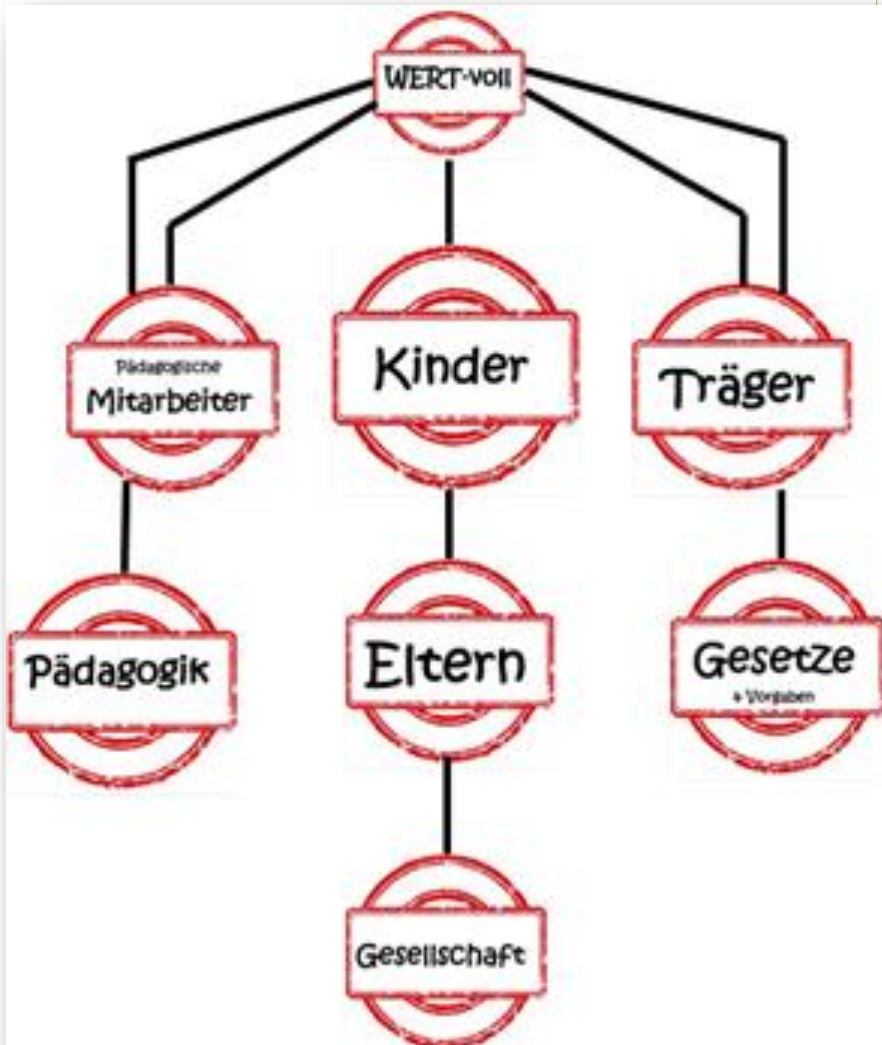 WERT-voll
Pädagogische
Mitarbeiter
Kinder
Träger
Pädagogik
Eltern
Gesetze
+ Vorgaben
Gesellschaft